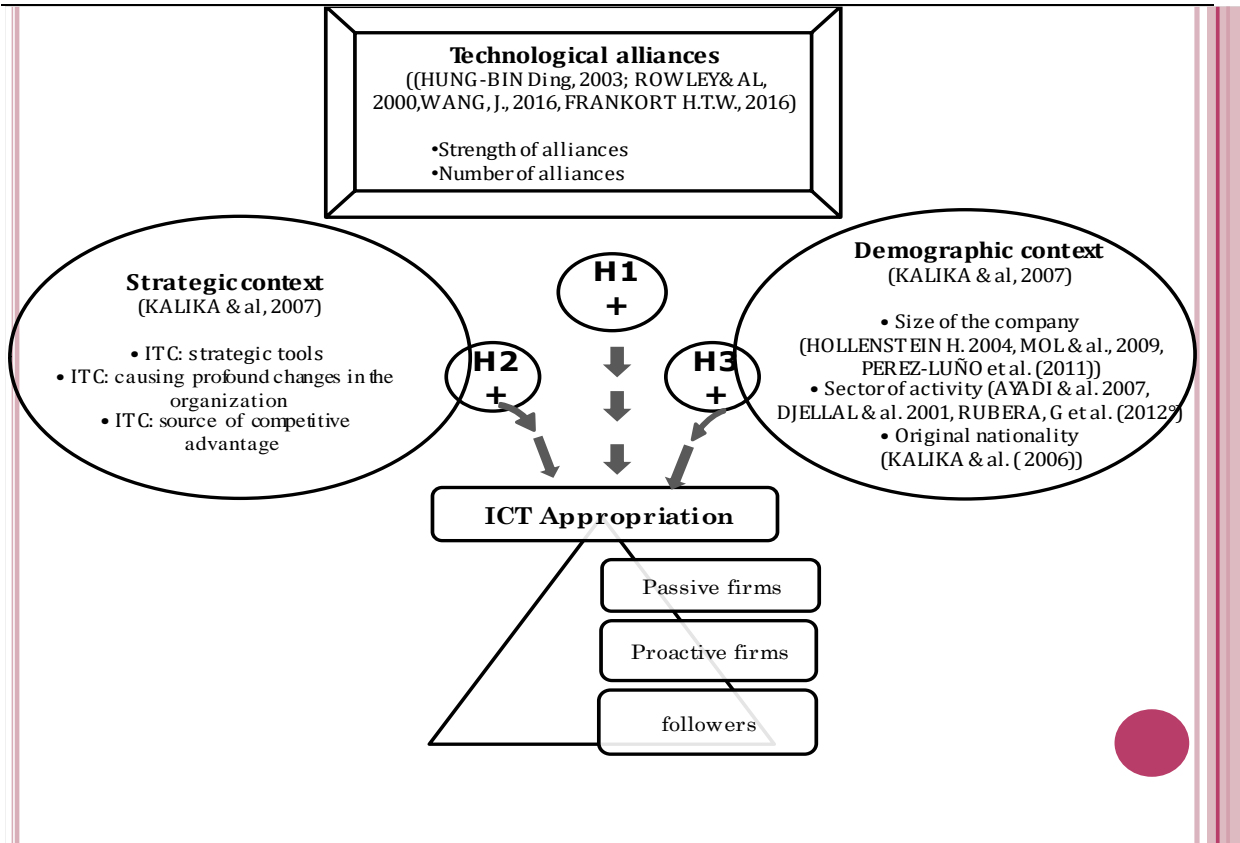 Technological alliances
((HUNG-BIN Ding, 2003; ROWLEY& AL,
2000,WANG, J., 2016, FRANKORT H.T.W., 2016)
•Strength of alliances
•Number of alliances
Strategic context
(KALIKA & al, 2007)
• ITC: strategic tools
• ITC: causing profound changes in the
organization
• ITC: source of competitive
advantage
H1
+
H2
+
H3
+
Demographic context
(KALIKA & al, 2007)
• Size of the company
(HOLLENSTEIN H. 2004, MOL & al., 2009,
PEREZ-LUÑO et al. (2011))
• Sector of activity (AYADI & al. 2007,
DJELLAL & al. 2001, RUBERA, G et al. (2012°)
• Original nationality
(KALIKA & al. (2006))
ICT Appropriation
Passive firms
Proactive firms
followers